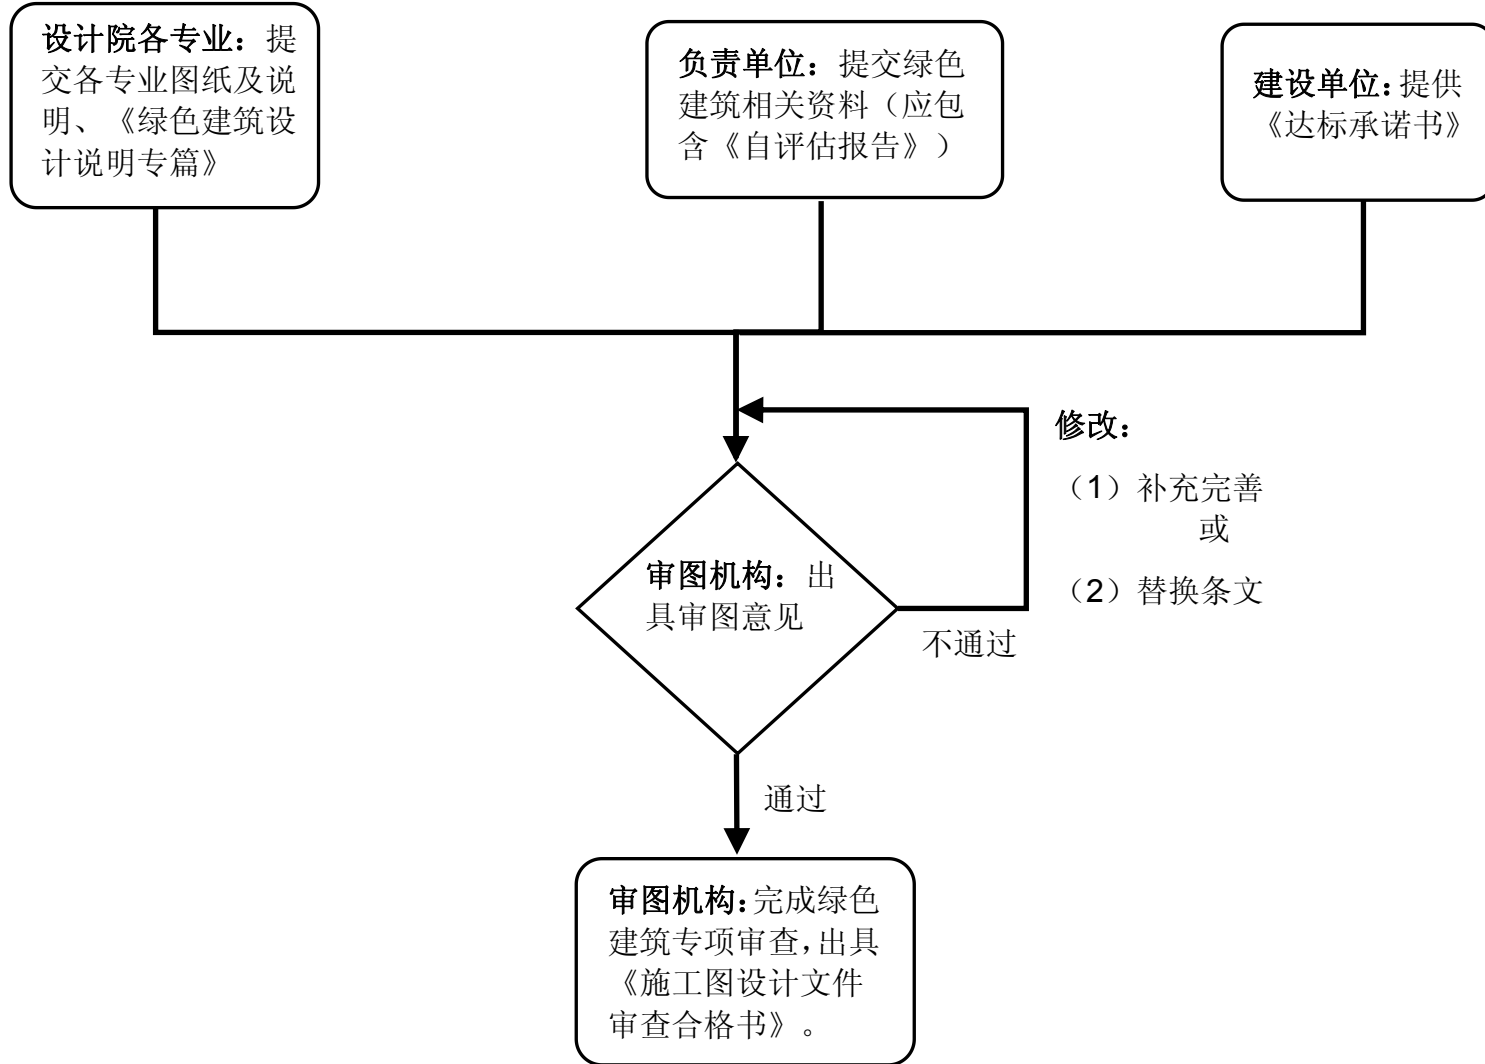 设计院各专业：提
交各专业图纸及说
明、《绿色建筑设
计说明专篇》
负责单位：提交绿色
建筑相关资料（应包
含《自评估报告》）
建设单位：提供
《达标承诺书》
修改：
（1）补充完善
或
（2）替换条文
审图机构：出
具审图意见
不通过
通过
审图机构：完成绿色
建筑专项审查，出具
《施工图设计文件
审查合格书》。